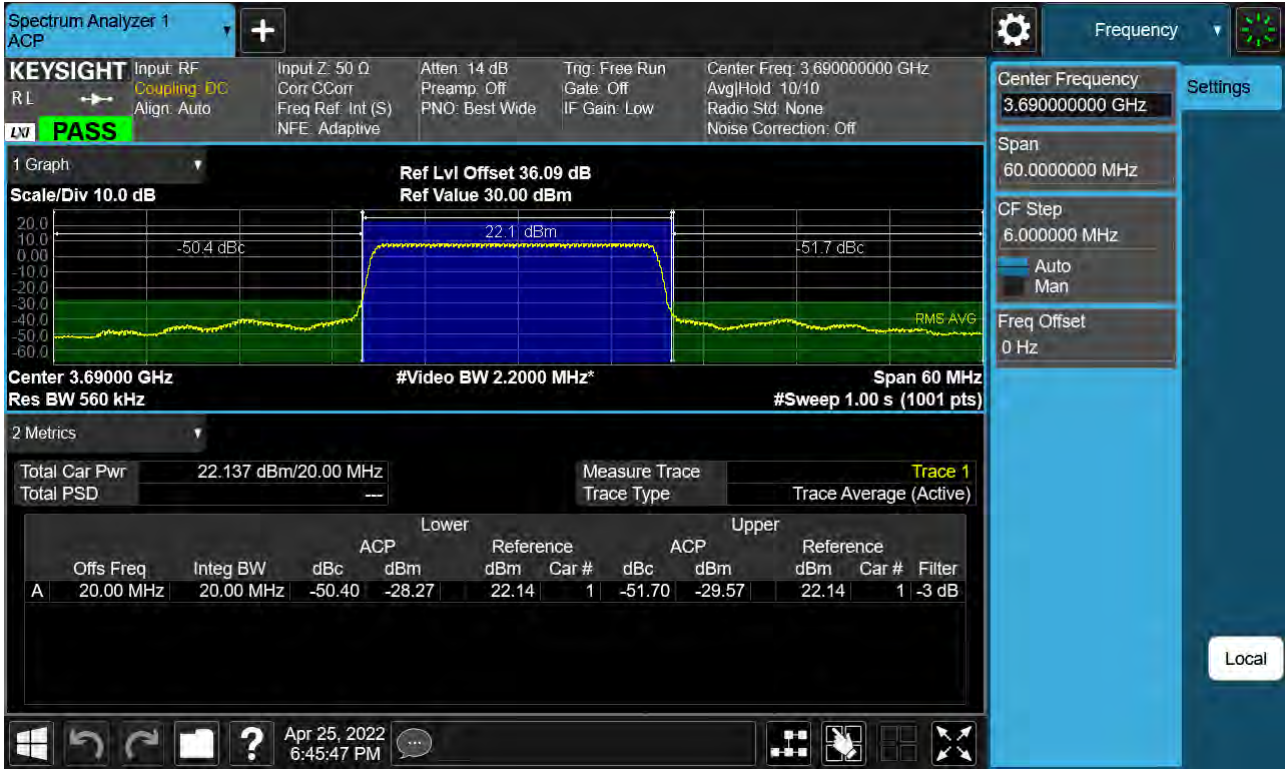 Spectrum Analyzer 1
ACP
+
Frequency
KEYSIGHT
RL
LXI PASS
Input: RF
Coupling: DC
Align: Auto
Input Z: 50 Ω
Corr CCorr
Freq Ref: Int (S)
NFE: Adaptive
Atten: 14 dB
Preamp: Off
PNO: Best Wide
Trig: Free Run
Gate: Off
IF Gain: Low
Center Freq: 3.690000000 GHz
Avg|Hold: 10/10
Radio Std: None
Noise Correction: Off
Center Frequency
3.690000000 GHz
Settings
Span
60.0000000 MHz
CF Step
6.000000 MHz
Auto
Man
Freq Offset
0 Hz
1 Graph
Scale/Div 10.0 dB
Ref Lvl Offset 36.09 dB
Ref Value 30.00 dBm
20.0
10.0
0.00
-10.0
-20.0
-30.0
-40.0
-50.0
-60.0
-50.4 dBc
22.1 dBm
-51.7 dBc
RMS AVG
Center 3.69000 GHz
#Video BW 2.2000 MHz*
Span 60 MHz
Res BW 560 kHz
#Sweep 1.00 s (1001 pts)
2 Metrics
Total Car Pwr 22.137 dBm/20.00 MHz
Total PSD ---
Measure Trace Trace 1
Trace Type Trace Average (Active)
Lower Upper
ACP Reference ACP Reference
Offs Freq Integ BW dBc dBm dBm Car # dBc dBm dBm Car # Filter
A 20.00 MHz 20.00 MHz -50.40 -28.27 22.14 1 -51.70 -29.57 22.14 1 -3 dB
Local
?
Apr 25, 2022
6:45:47 PM